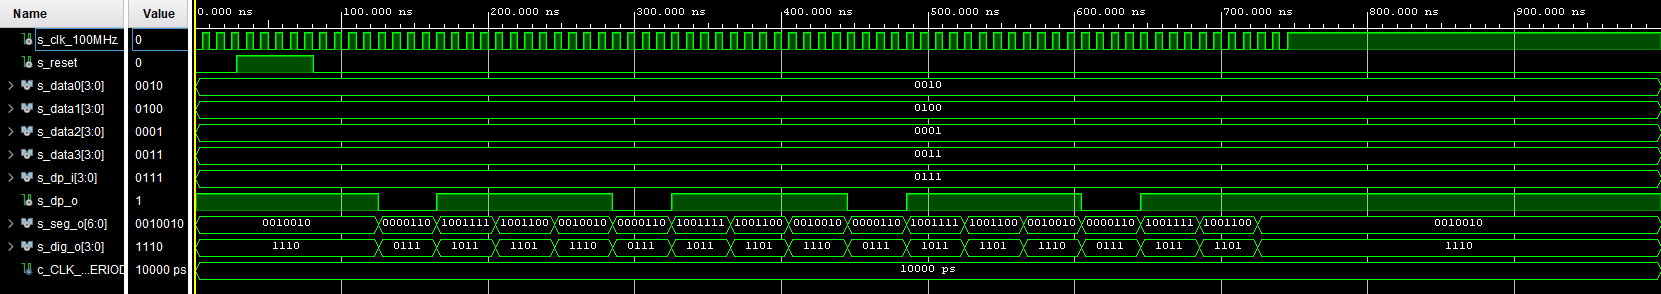 Name Value 0.000 ns 100.000 ns 200.000 ns 300.000 ns 400.000 ns 500.000 ns 600.000 ns 700.000 ns 800.000 ns 900.000 ns
s_clk_100MHz 0
s_reset 0
s_data0[3:0] 0010 0010
s_data1[3:0] 0100 0100
s_data2[3:0] 0001 0001
s_data3[3:0] 0011 0011
s_dp_i[3:0] 0111 0111
s_dp_o 1
s_seg_o[6:0] 0010010 0010010 0000110 1001111 1001100 0010010 0000110 1001111 1001100 0010010 0000110 1001111 1001100 0010010 0000110 1001111 1001100 0010010
s_dig_o[3:0] 1110 1110 0111 1011 1101 1110 0111 1011 1101 1110 0111 1011 1101 1110 0111 1011 1101 1110
c_CLK_...ERIOD 10000 ps 10000 ps